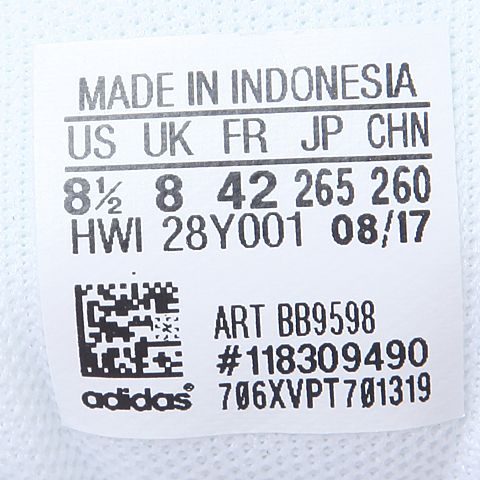 MADE IN INDONESIA
US UK FR JP CHN
8½ 8 42 265 260
HWI 28Y001 08/17
ART BB9598
#118309490
adidas® 706XVPT701319